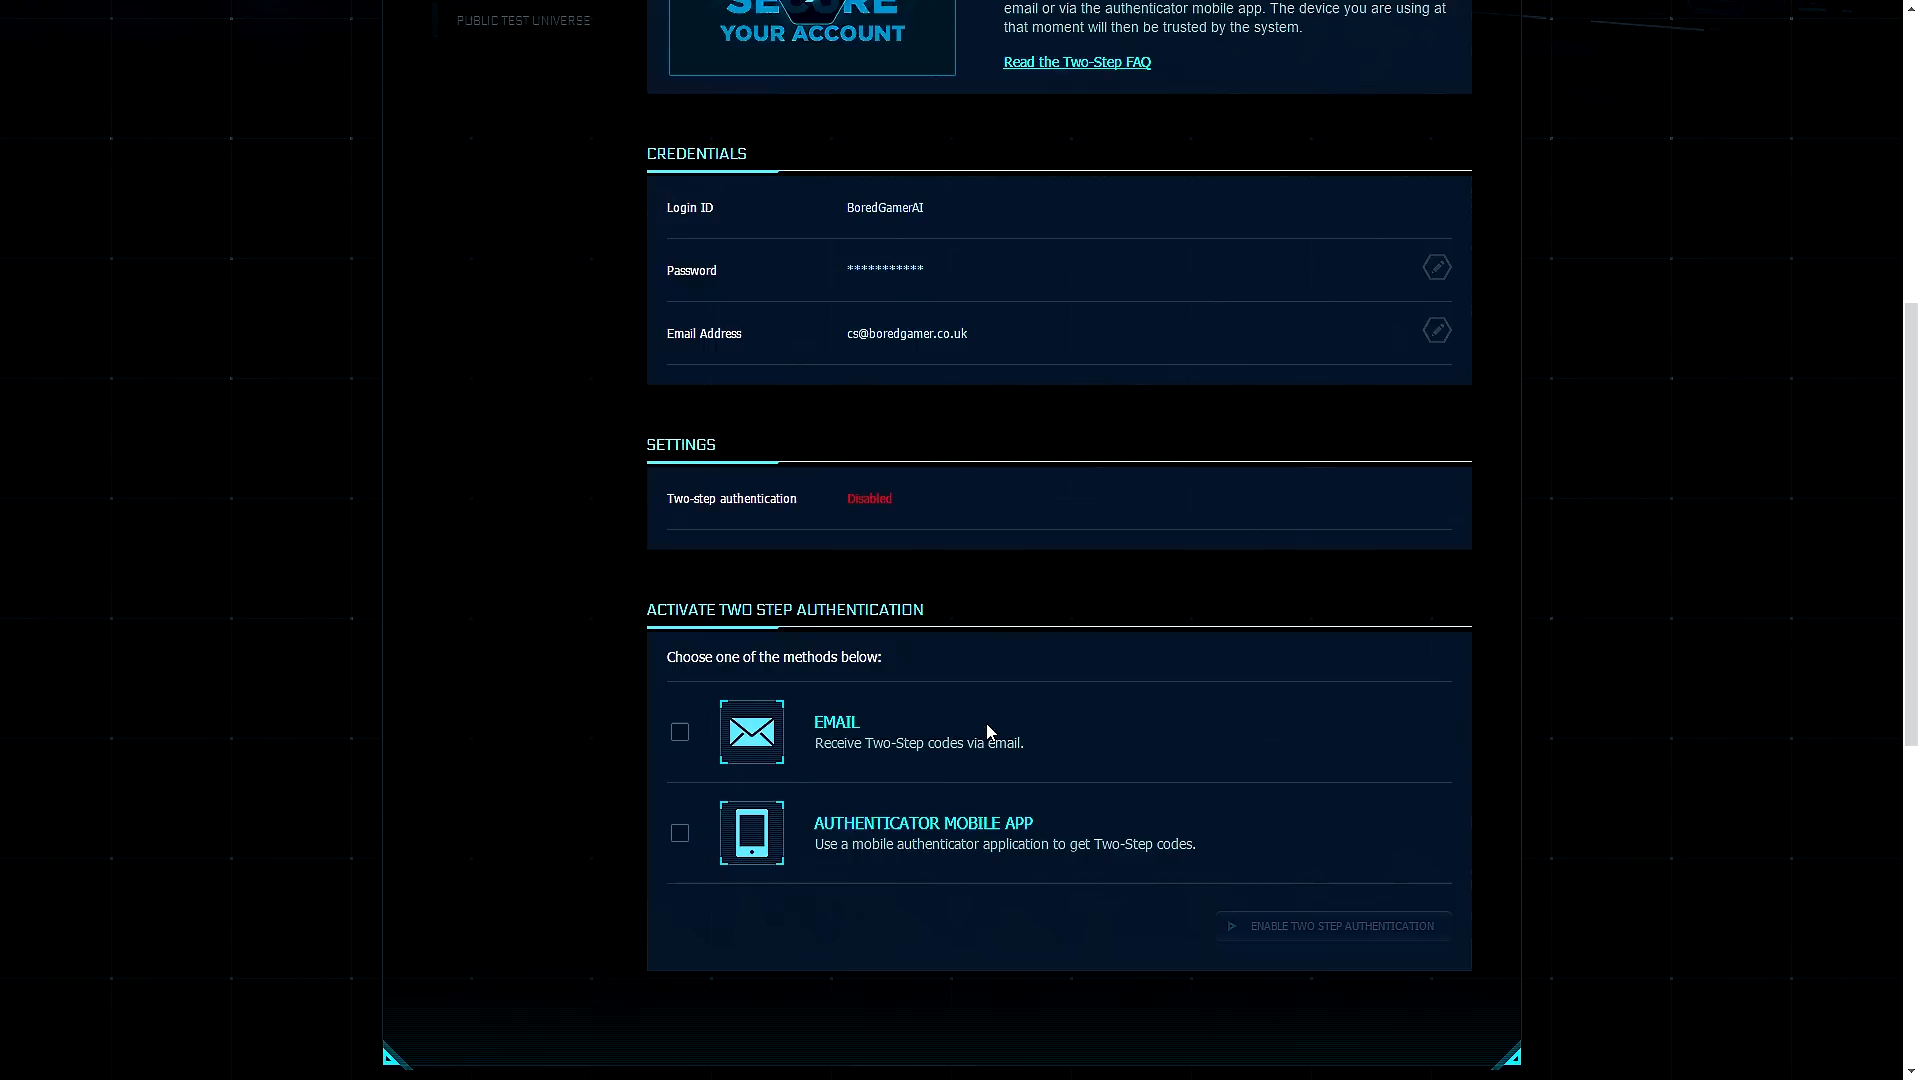 PUBLIC TEST UNIVERSE
SECURE
YOUR ACCOUNT
email or via the authenticator mobile app. The device you are using at
that moment will then be trusted by the system.
Read the Two-Step FAQ
CREDENTIALS
Login ID BoredGamerAI
Password ***********
Email Address cs@boredgamer.co.uk
SETTINGS
Two-step authentication Disabled
ACTIVATE TWO STEP AUTHENTICATION
Choose one of the methods below:
EMAIL
Receive Two-Step codes via email.
AUTHENTICATOR MOBILE APP
Use a mobile authenticator application to get Two-Step codes.
ENABLE TWO STEP AUTHENTICATION